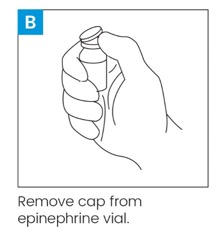 B
Remove cap from
epinephrine vial.